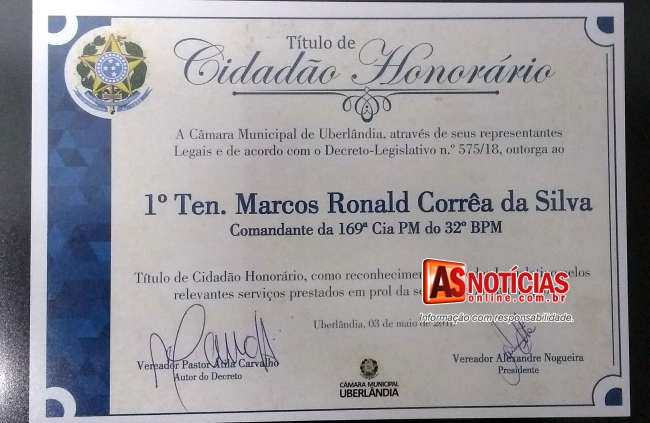 Título de
Cidadão Honorário
A Câmara Municipal de Uberlândia, através de seus representantes
Legais e de acordo com o Decreto-Legislativo n.º 575/18, outorga ao
1º Ten. Marcos Ronald Corrêa da Silva
Comandante da 169ª Cia PM do 32º BPM
Título de Cidadão Honorário, como reconhecimen
relevantes serviços prestados em prol da
AS NOTÍCIAS
online.com.br
Informação com responsabilidade.
Uberlândia, 03 de maio de
Vereador Pastor Átila Carvalho
Autor do Decreto
Vereador Alexandre Nogueira
Presidente
CÂMARA MUNICIPAL
UBERLÂNDIA